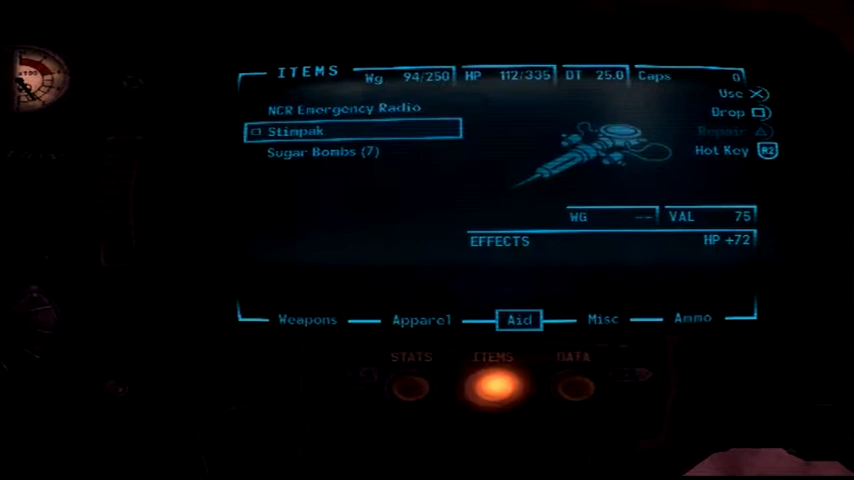 ITEMS Wg 94/250 HP 112/335 DT 25.0 Caps 0
Use
NCR Emergency Radio
Drop
Stimpak
Repair
Sugar Bombs (7)
Hot Key R2
WG -- VAL 75
EFFECTS HP +72
Weapons Apparel Aid Misc Ammo
STATS ITEMS DATA